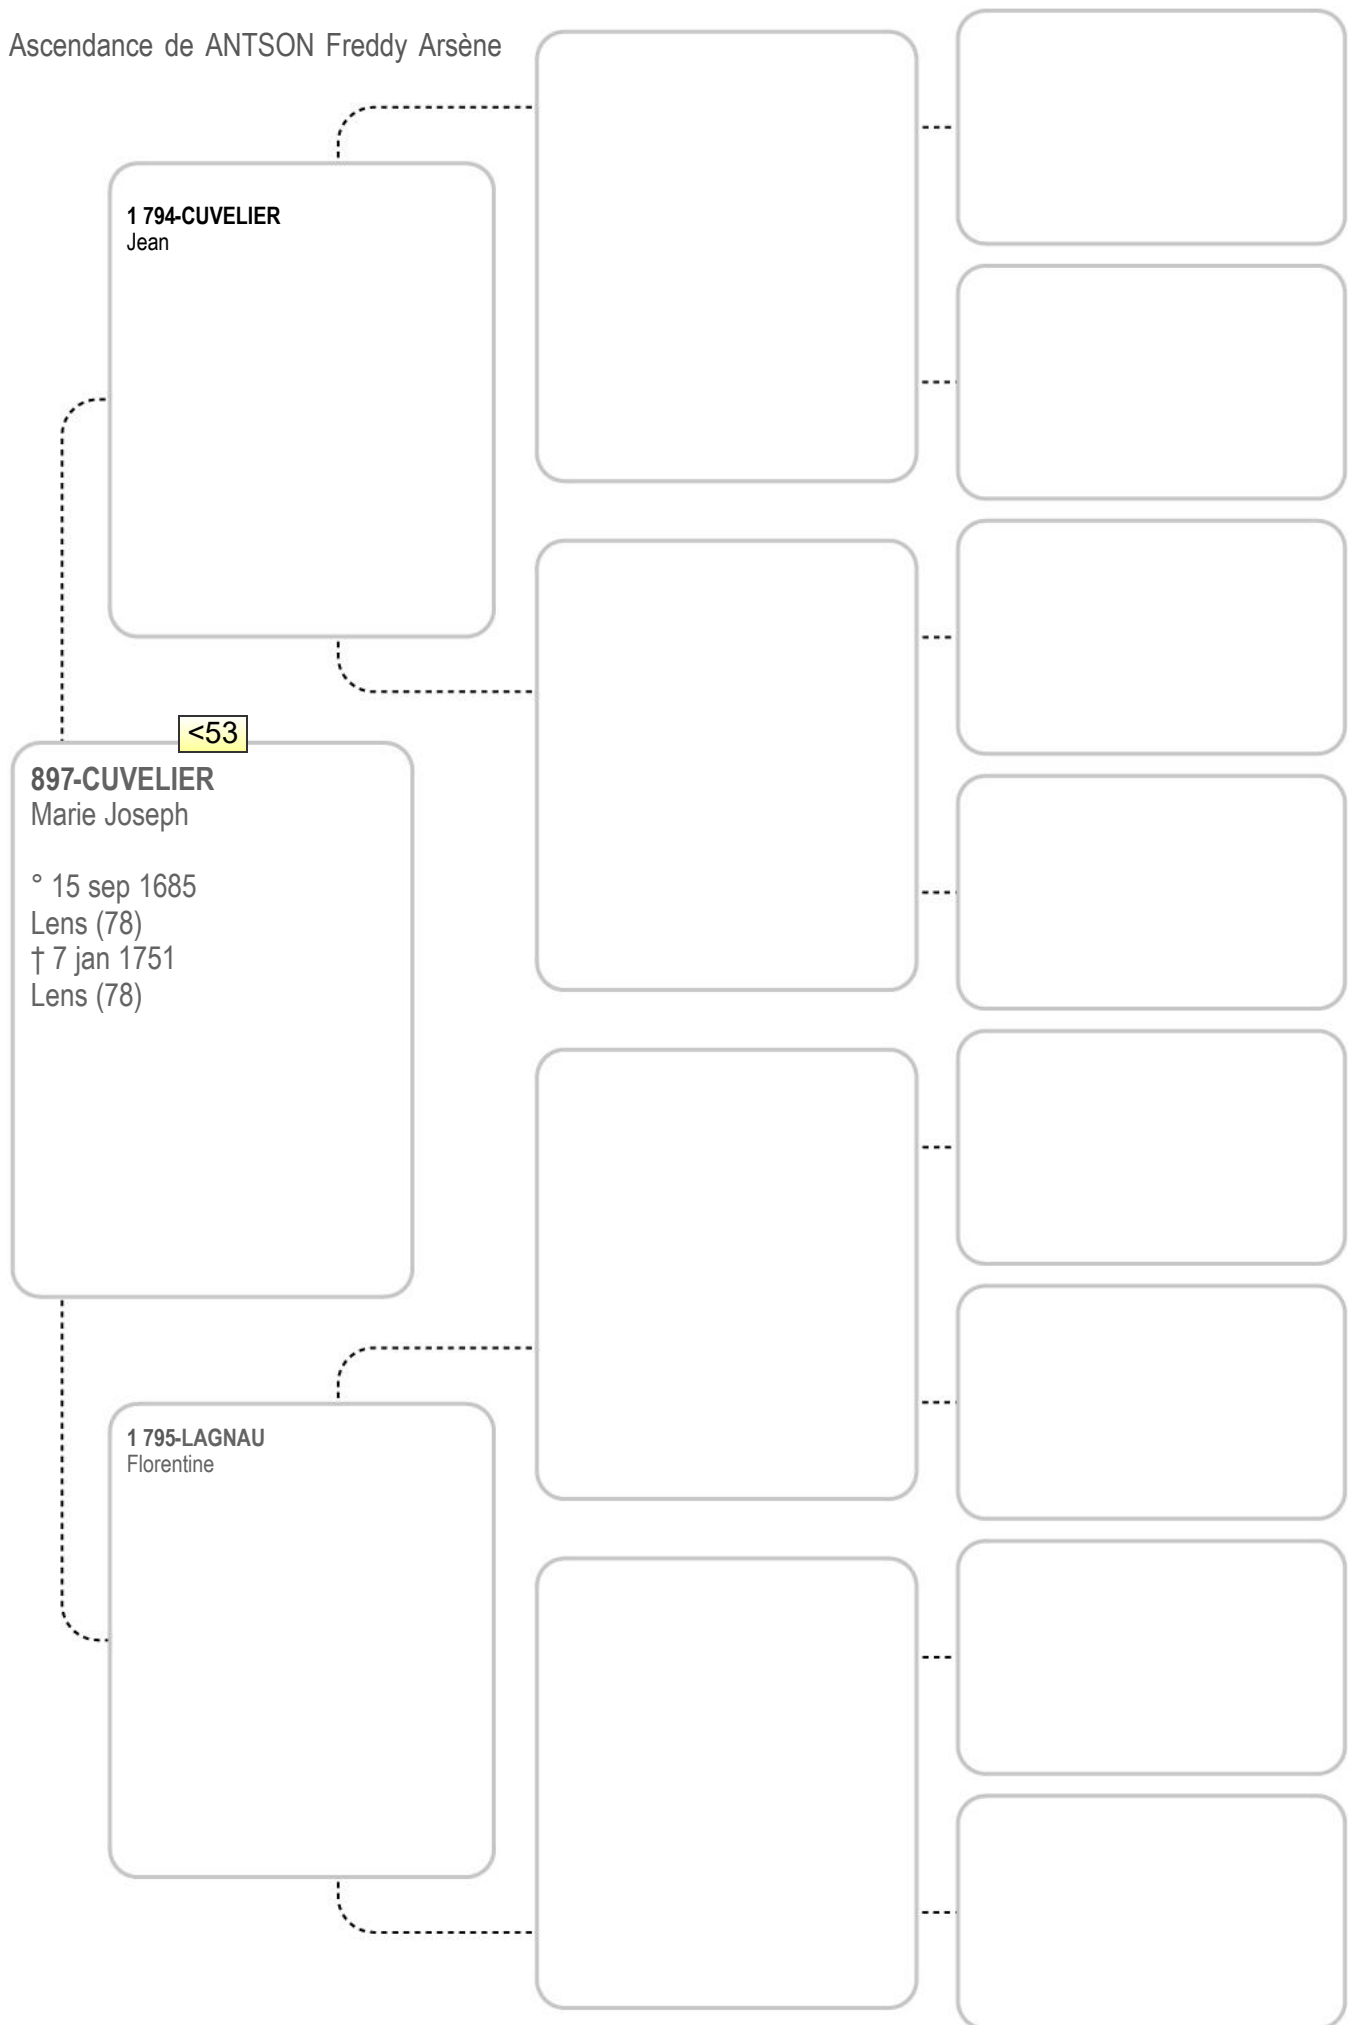 Ascendance de ANTSON Freddy Arsène
1 794-CUVELIER
Jean
<53
897-CUVELIER
Marie Joseph
° 15 sep 1685
Lens (78)
† 7 jan 1751
Lens (78)
1 795-LAGNAU
Florentine